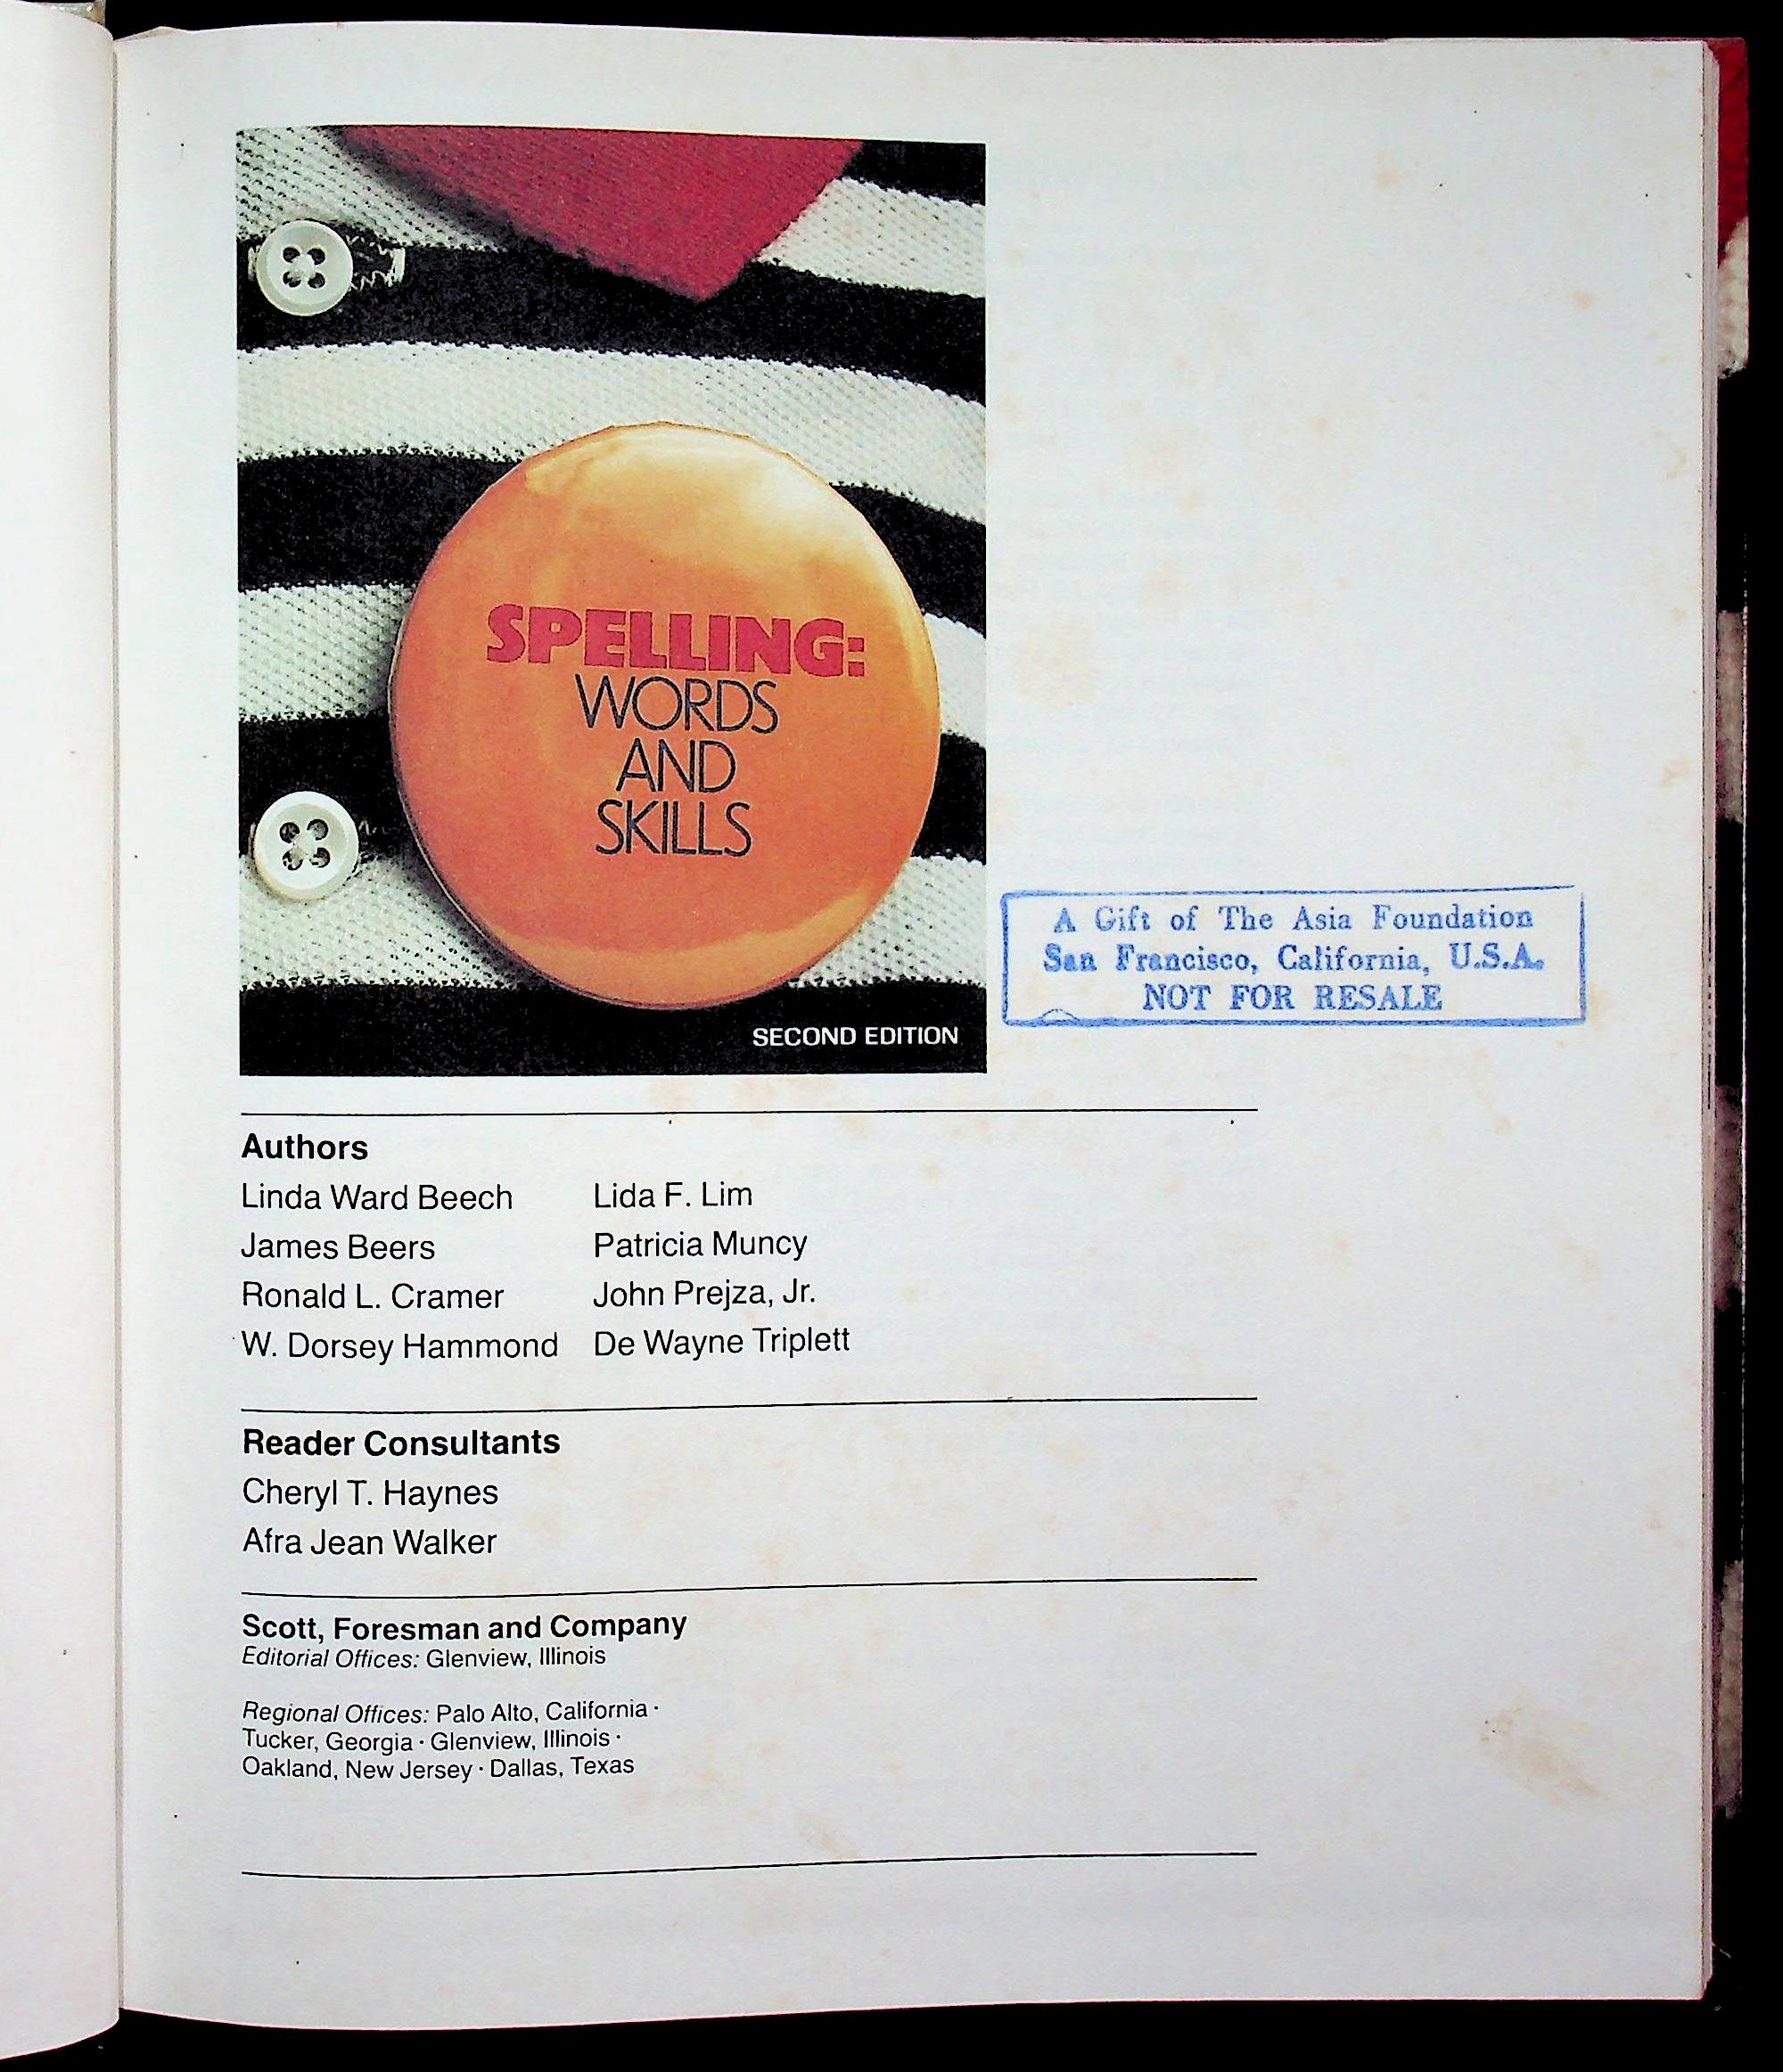 SPELLING:
WORDS
AND
SKILLS
SECOND EDITION
A Gift of The Asia Foundation
San Francisco, California, U.S.A.
NOT FOR RESALE
Authors
Linda Ward Beech
James Beers
Ronald L. Cramer
W. Dorsey Hammond
Lida F. Lim
Patricia Muncy
John Prejza, Jr.
De Wayne Triplett
Reader Consultants
Cheryl T. Haynes
Afra Jean Walker
Scott, Foresman and Company
Editorial Offices: Glenview, Illinois
Regional Offices: Palo Alto, California ·
Tucker, Georgia · Glenview, Illinois ·
Oakland, New Jersey · Dallas, Texas